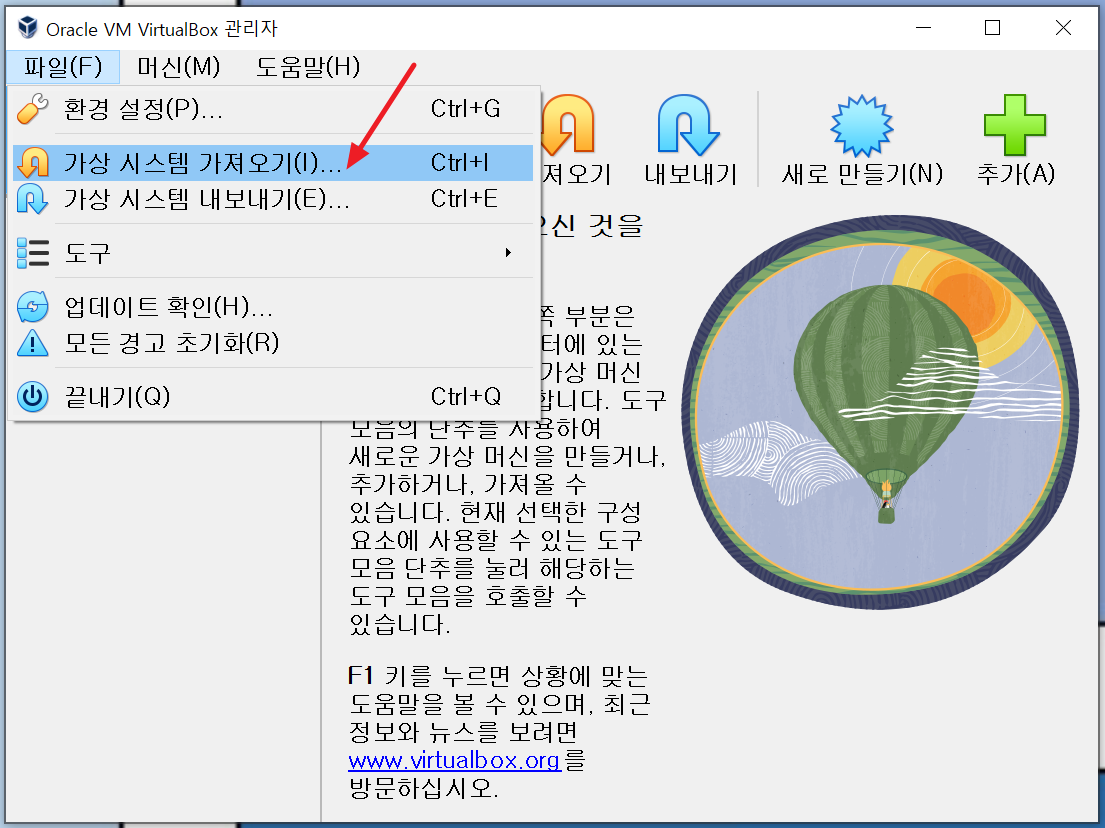 Oracle VM VirtualBox 관리자
파일(F) 머신(M) 도움말(H)
환경 설정(P)... Ctrl+G
가상 시스템 가져오기(I)... Ctrl+I
가상 시스템 내보내기(E)... Ctrl+E
도구
업데이트 확인(H)...
모든 경고 초기화(R)
끝내기(Q) Ctrl+Q
져오기 내보내기 새로 만들기(N) 추가(A)
오신 것을
쪽 부분은
터에 있는
가상 머신
합니다. 도구
모음의 단추를 사용하여
새로운 가상 머신을 만들거나,
추가하거나, 가져올 수
있습니다. 현재 선택한 구성
요소에 사용할 수 있는 도구
모음 단추를 눌러 해당하는
도구 모음을 호출할 수
있습니다.
F1 키를 누르면 상황에 맞는
도움말을 볼 수 있으며, 최근
정보와 뉴스를 보려면
www.virtualbox.org를
방문하십시오.